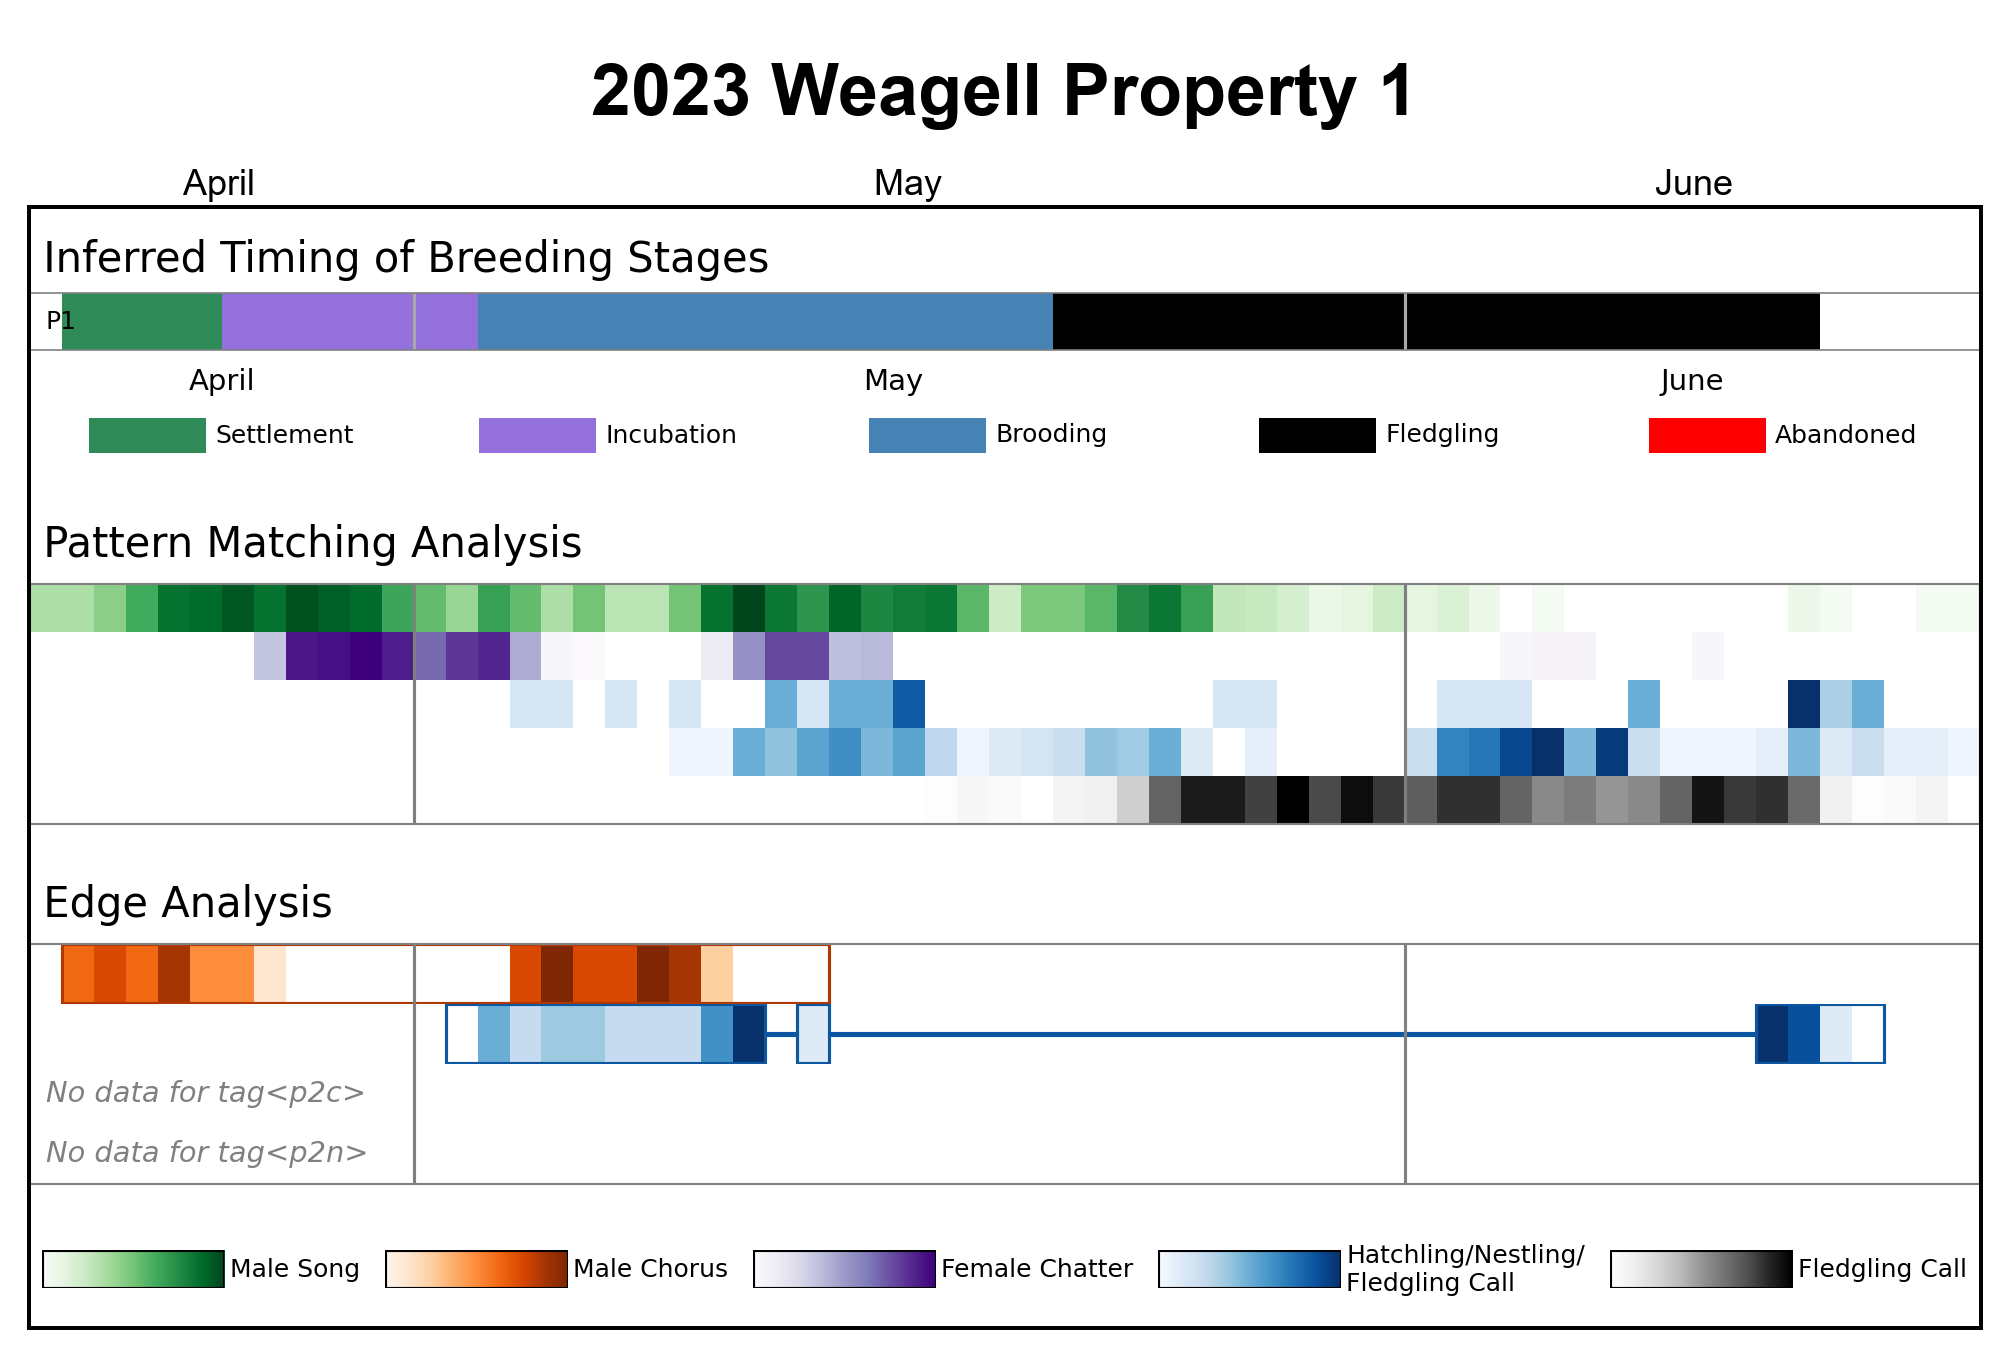 2023 Weagell Property 1
April May June
Inferred Timing of Breeding Stages
P1
April May June
Settlement Incubation Brooding Fledgling Abandoned
Pattern Matching Analysis
Edge Analysis
No data for tag<p2c>
No data for tag<p2n>
Male Song Male Chorus Female Chatter Hatchling/Nestling/
Fledgling Call Fledgling Call